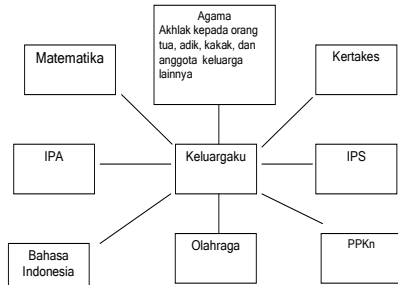 Agama
Akhlak kepada orang
tua, adik, kakak, dan
anggota keluarga
lainnya
Matematika
Kertakes
IPA
Keluargaku
IPS
Bahasa
Indonesia
Olahraga
PPKn